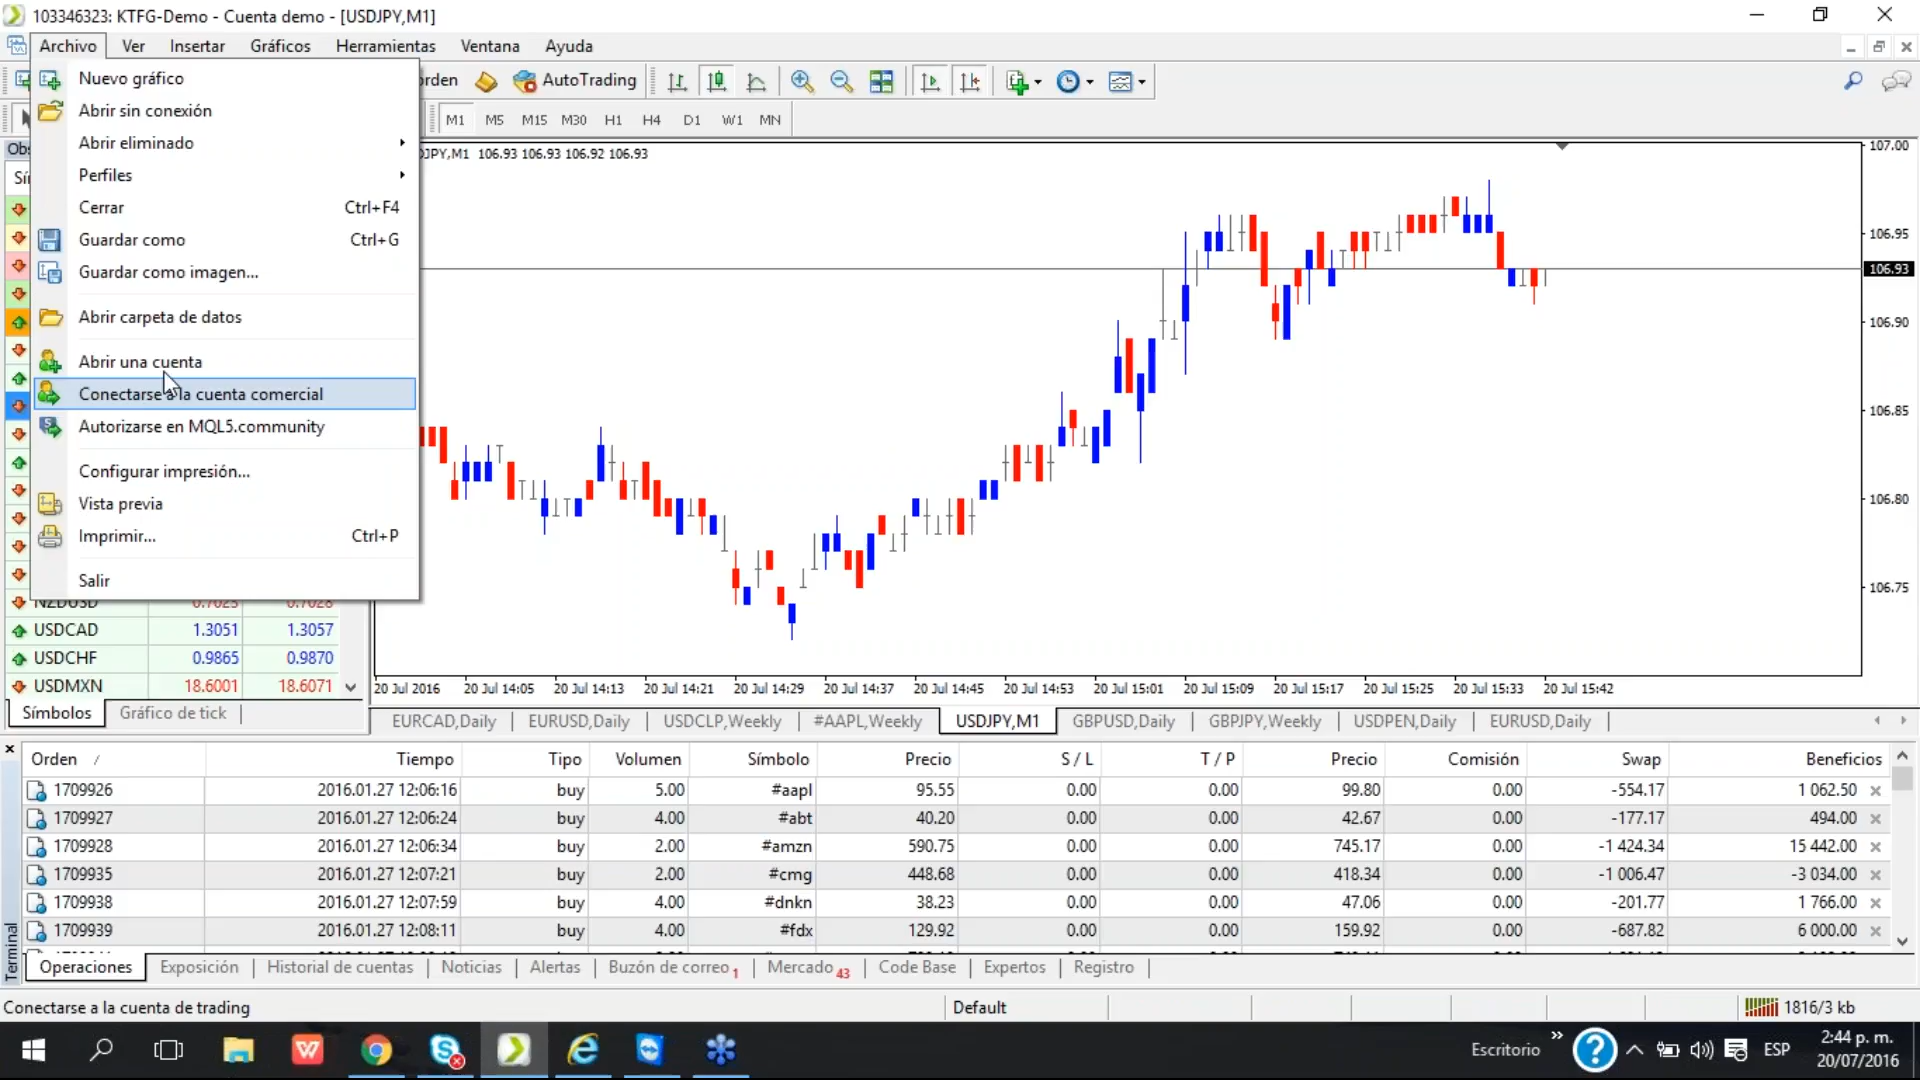 103346323: KTFG-Demo - Cuenta demo - [USDJPY,M1]
Archivo Ver Insertar Gráficos Herramientas Ventana Ayuda
Nuevo gráfico
Abrir sin conexión
Abrir eliminado
Perfiles
Cerrar Ctrl+F4
Guardar como Ctrl+G
Guardar como imagen...
Abrir carpeta de datos
Abrir una cuenta
Conectarse a la cuenta comercial
Autorizarse en MQL5.community
Configurar impresión...
Vista previa
Imprimir... Ctrl+P
Salir
AutoTrading
M1 M5 M15 M30 H1 H4 D1 W1 MN
106.93 106.93 106.92 106.93
107.00
106.95
106.93
106.90
106.85
106.80
106.75
NZDUSD 0.7023 0.7028
USDCAD 1.3051 1.3057
USDCHF 0.9865 0.9870
USDMXN 18.6001 18.6071
20 Jul 2016 20 Jul 14:05 20 Jul 14:13 20 Jul 14:21 20 Jul 14:29 20 Jul 14:37 20 Jul 14:45 20 Jul 14:53 20 Jul 15:01 20 Jul 15:09 20 Jul 15:17 20 Jul 15:25 20 Jul 15:33 20 Jul 15:42
Símbolos Gráfico de tick
EURCAD,Daily EURUSD,Daily USDCLP,Weekly #AAPL,Weekly USDJPY,M1 GBPUSD,Daily GBPJPY,Weekly USDPEN,Daily EURUSD,Daily
Orden / Tiempo Tipo Volumen Símbolo Precio S / L T / P Precio Comisión Swap Beneficios
1709926 2016.01.27 12:06:16 buy 5.00 #aapl 95.55 0.00 0.00 99.80 0.00 -554.17 1 062.50
1709927 2016.01.27 12:06:24 buy 4.00 #abt 40.20 0.00 0.00 42.67 0.00 -177.17 494.00
1709928 2016.01.27 12:06:34 buy 2.00 #amzn 590.75 0.00 0.00 745.17 0.00 -1 424.34 15 442.00
1709935 2016.01.27 12:07:21 buy 2.00 #cmg 448.68 0.00 0.00 418.34 0.00 -1 006.47 -3 034.00
1709938 2016.01.27 12:07:59 buy 4.00 #dnkn 38.23 0.00 0.00 47.06 0.00 -201.77 1 766.00
1709939 2016.01.27 12:08:11 buy 4.00 #fdx 129.92 0.00 0.00 159.92 0.00 -687.82 6 000.00
Terminal
Operaciones Exposición Historial de cuentas Noticias Alertas Buzón de correo 1 Mercado 43 Code Base Expertos Registro
Conectarse a la cuenta de trading Default 1816/3 kb
Escritorio ESP 2:44 p. m.
20/07/2016